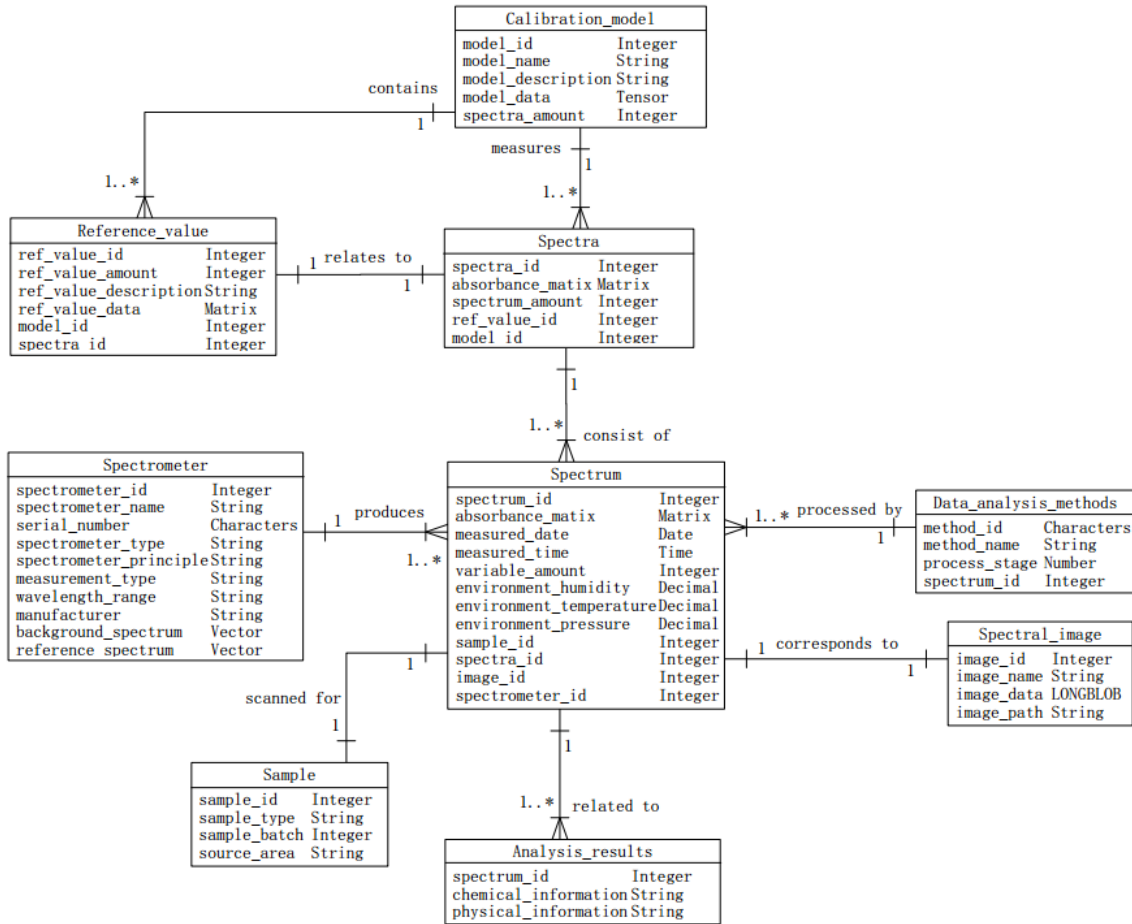 Calibration_model
model_id Integer
model_name String
model_description String
model_data Tensor
spectra_amount Integer
contains
1
measures
1
1..*
1..*
Reference_value
ref_value_id Integer
ref_value_amount Integer
ref_value_description String
ref_value_data Matrix
model_id Integer
spectra_id Integer
1 relates to
1
Spectra
spectra_id Integer
absorbance_matix Matrix
spectrum_amount Integer
ref_value_id Integer
model_id Integer
1
1..*
consist of
Spectrometer
spectrometer_id Integer
spectrometer_name String
serial_number Characters
spectrometer_type String
spectrometer_principle String
measurement_type String
wavelength_range String
manufacturer String
background_spectrum Vector
reference_spectrum Vector
produces
1
1..*
Spectrum
spectrum_id Integer
absorbance_matix Matrix
measured_date Date
measured_time Time
variable_amount Integer
environment_humidity Decimal
environment_temperature Decimal
environment_pressure Decimal
sample_id Integer
spectra_id Integer
image_id Integer
spectrometer_id Integer
1..* processed by
1
Data_analysis_methods
method_id Characters
method_name String
process_stage Number
spectrum_id Integer
1 corresponds to
1
Spectral_image
image_id Integer
image_name String
image_data LONGBLOB
image_path String
1
scanned for
1
Sample
sample_id Integer
sample_type String
sample_batch Integer
source_area String
1
1..* related to
Analysis_results
spectrum_id Integer
chemical_information String
physical_information String